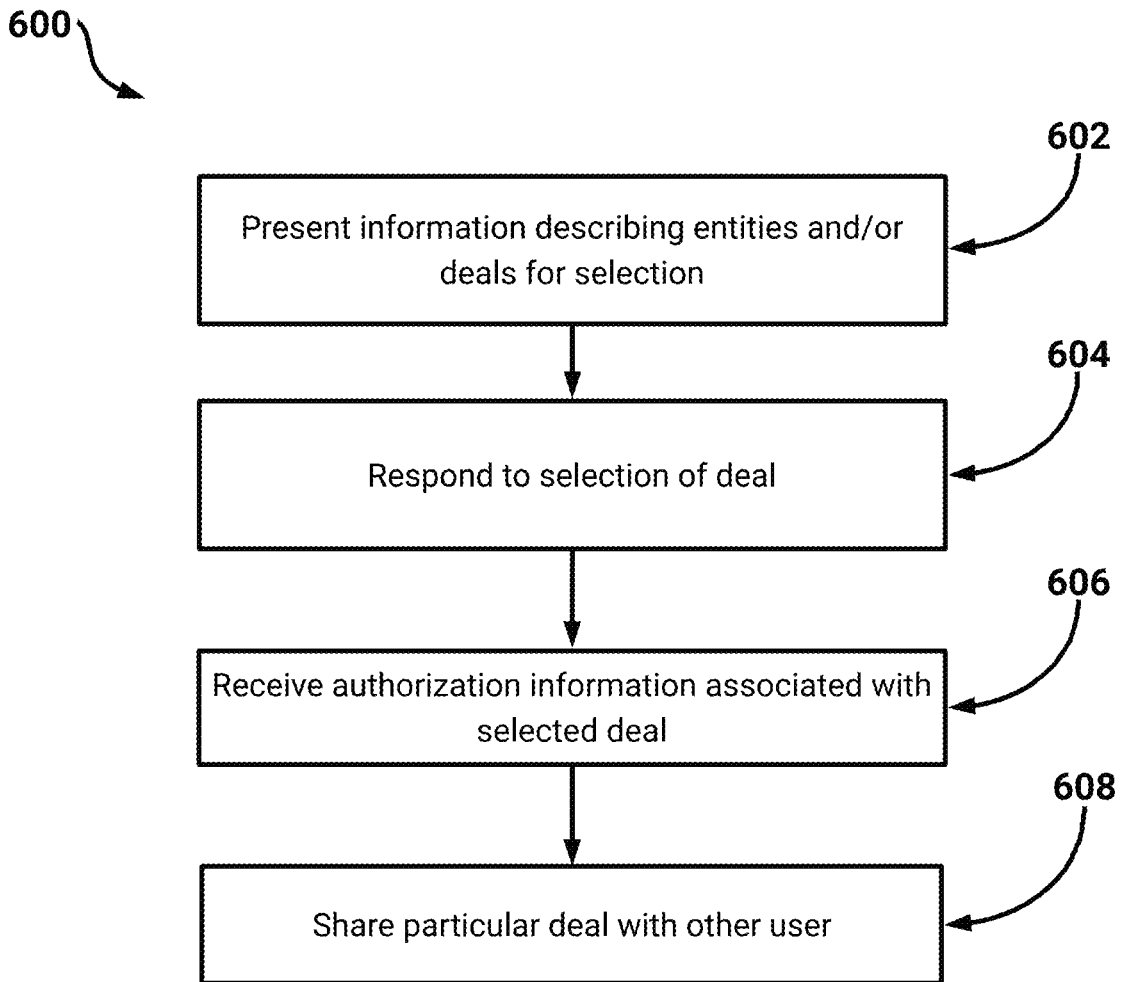 600
602
Present information describing entities and/or
deals for selection
604
Respond to selection of deal
606
Receive authorization information associated with
selected deal
608
Share particular deal with other user